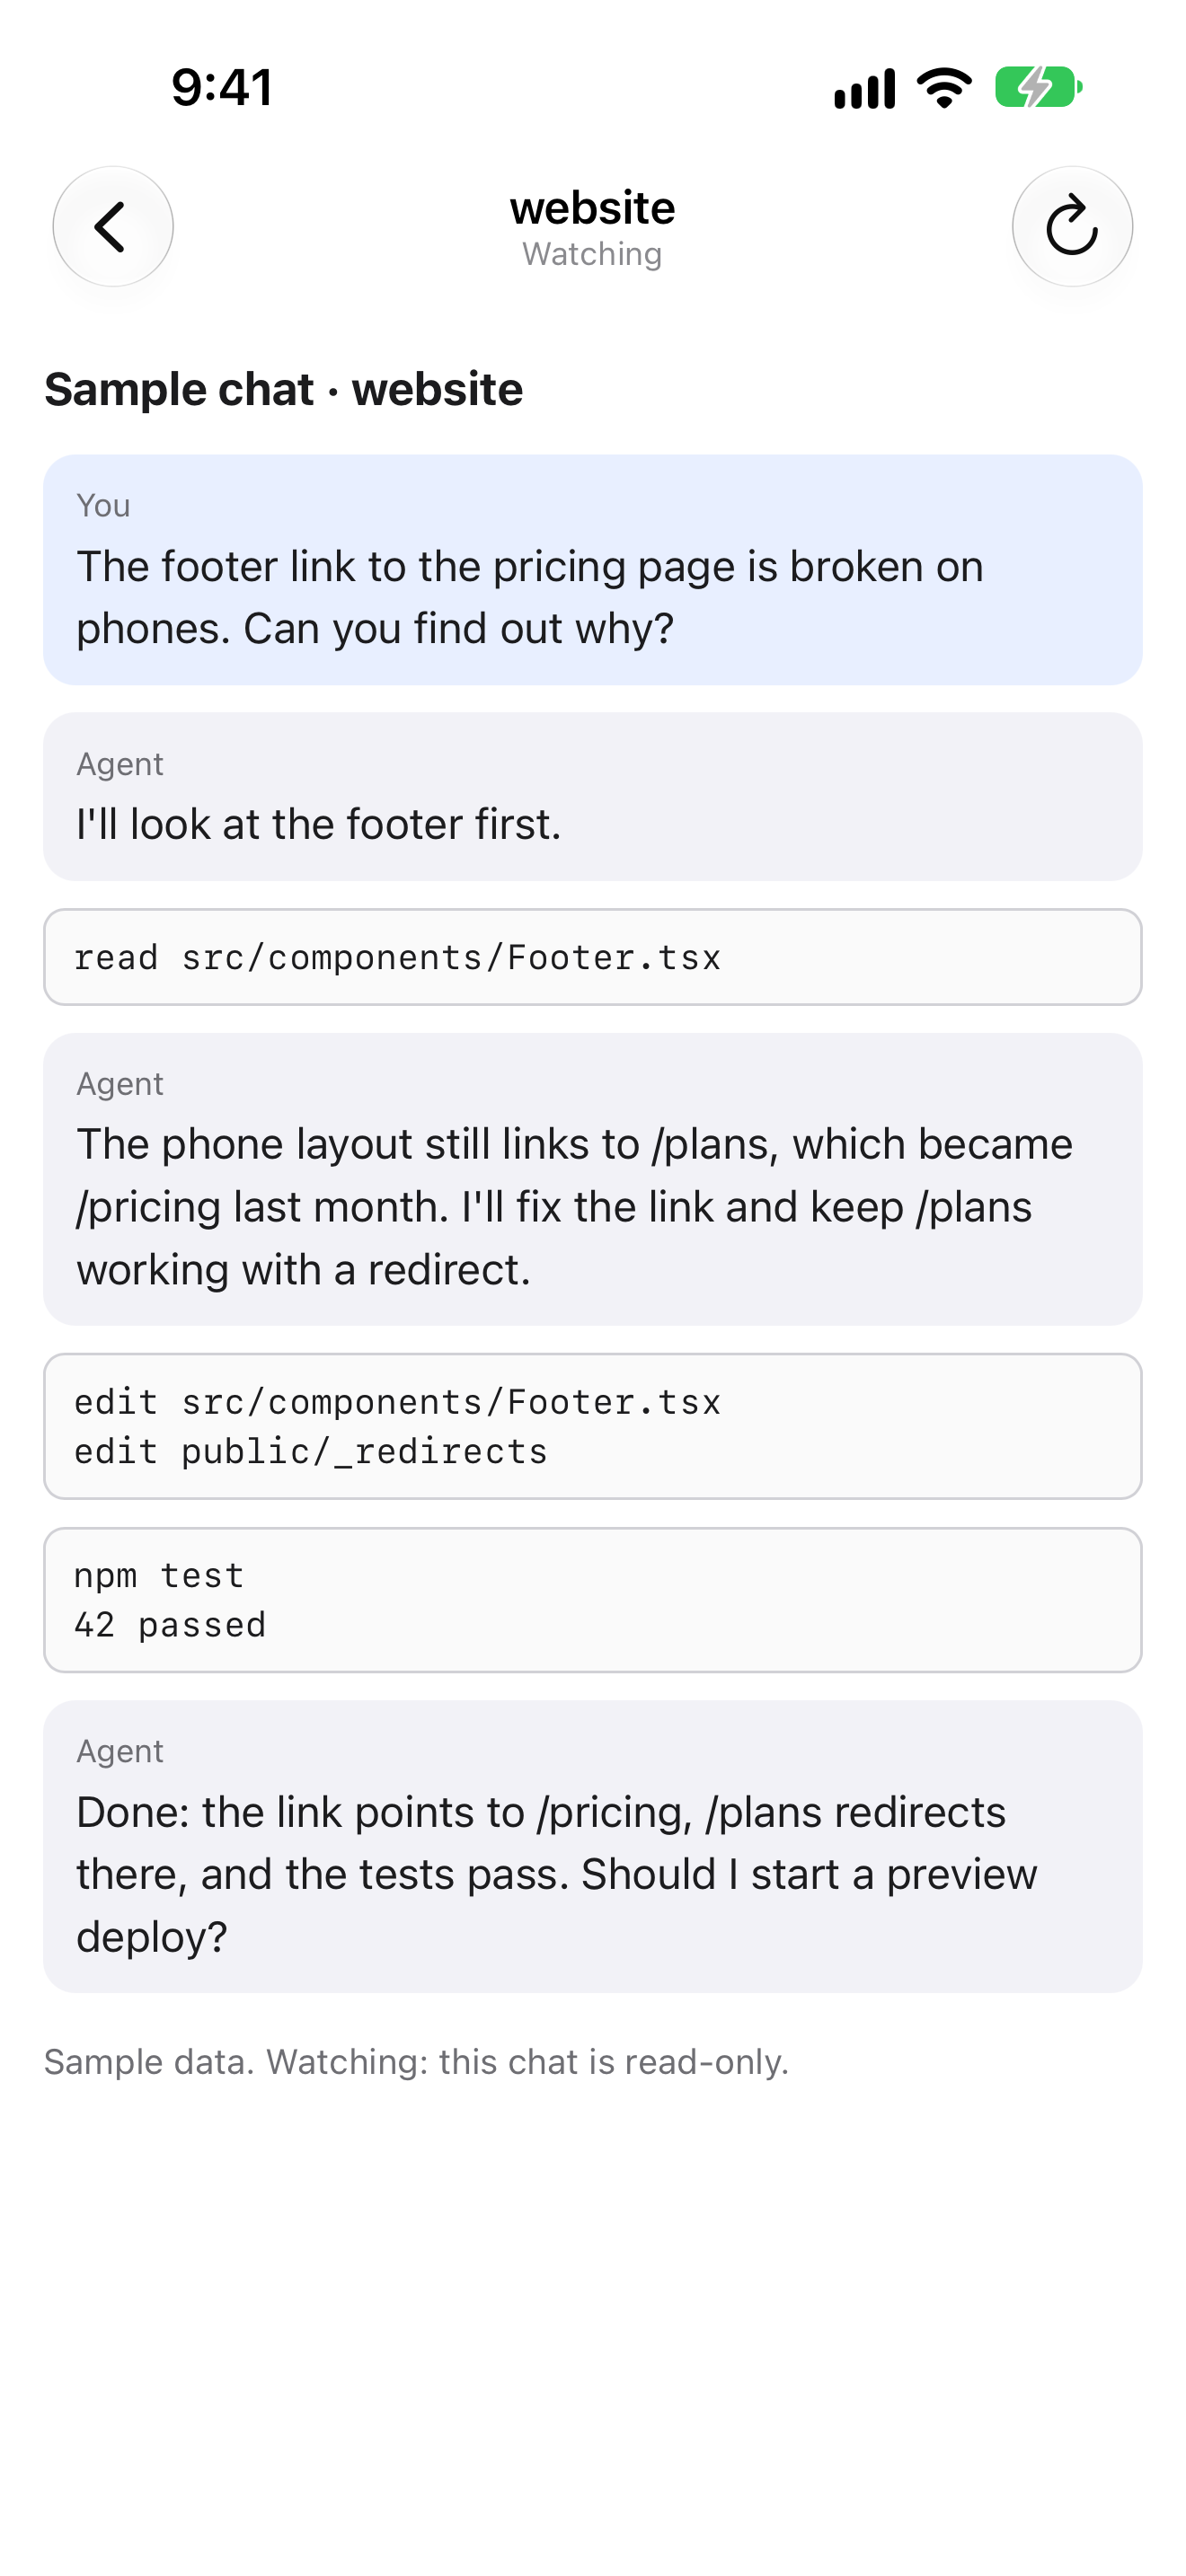 9:41
website
Watching
Sample chat · website
You
The footer link to the pricing page is broken on
phones. Can you find out why?
Agent
I'll look at the footer first.
read src/components/Footer.tsx
Agent
The phone layout still links to /plans, which became
/pricing last month. I'll fix the link and keep /plans
working with a redirect.
edit src/components/Footer.tsx
edit public/_redirects
npm test
42 passed
Agent
Done: the link points to /pricing, /plans redirects
there, and the tests pass. Should I start a preview
deploy?
Sample data. Watching: this chat is read-only.